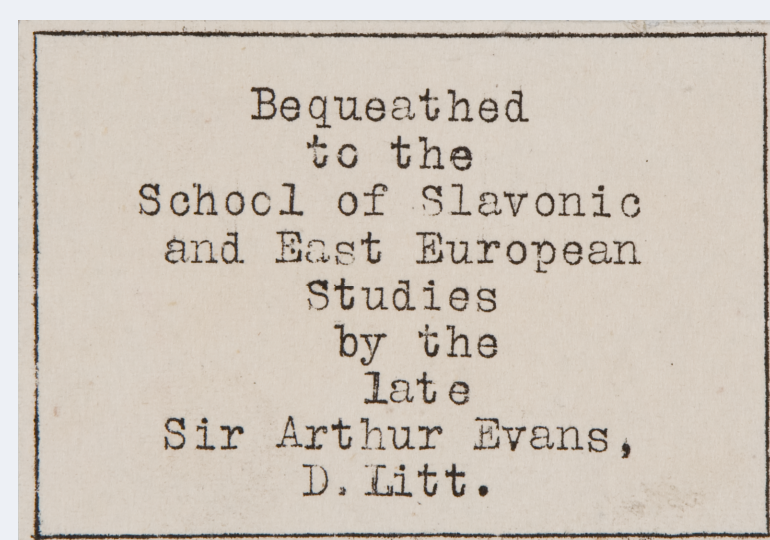 Bequeathed
to the
School of Slavonic
and East European
Studies
by the
late
Sir Arthur Evans,
D. Litt.